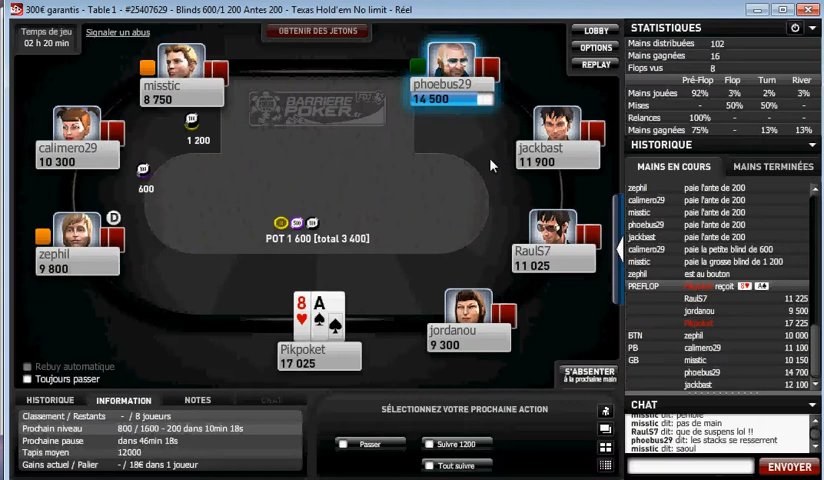 300€ garantis - Table 1 - #25407629 - Blinds 600/1 200 Antes 200 - Texas Hold'em No limit - Réel
Temps de jeu
02 h 20 min
Signaler un abus
OBTENIR DES JETONS
LOBBY
OPTIONS
REPLAY
misstic
8 750
phoebus29
14 500
BARRIERE
POKER.fr
calimero29
10 300
1 200
jackbast
11 900
600
zephil
9 800
D
POT 1 600 [total 3 400]
RaulS7
11 025
8 A
Pikpoket
17 025
jordanou
9 300
Rebuy automatique
Toujours passer
S'ABSENTER
à la prochaine main
HISTORIQUE INFORMATION NOTES CHAT
Classement / Restants - / 8 joueurs
Prochain niveau 800 / 1600 - 200 dans 10min 18s
Prochaine pause dans 46min 18s
Tapis moyen 12000
Gains actuel / Palier - / 18€ dans 1 joueur
SÉLECTIONNEZ VOTRE PROCHAINE ACTION
Passer
Suivre 1200
Tout suivre
STATISTIQUES
Mains distribuées 102
Mains gagnées 16
Flops vus 8
Pré-Flop Flop Turn River
Mains jouées 92% 3% 2% 3%
Mises - 50% 50% -
Relances 100% - - -
Mains gagnées 75% - 13% 13%
HISTORIQUE
MAINS EN COURS MAINS TERMINÉES
zephil paie l'ante de 200
calimero29 paie l'ante de 200
misstic paie l'ante de 200
phoebus29 paie l'ante de 200
jackbast paie l'ante de 200
calimero29 paie la petite blind de 600
misstic paie la grosse blind de 1 200
zephil est au bouton
PREFLOP Pikpoket reçoit 8♥ A♠
RaulS7 11 225
jordanou 9 500
Pikpoket 17 225
BTN zephil 10 000
PB calimero29 11 100
GB misstic 10 150
phoebus29 14 700
jackbast 12 100
CHAT
misstic dit: penible
misstic dit: pas de main
RaulS7 dit: que de suspens lol !!
phoebus29 dit: les stacks se resserrent
misstic dit: saoul
ENVOYER